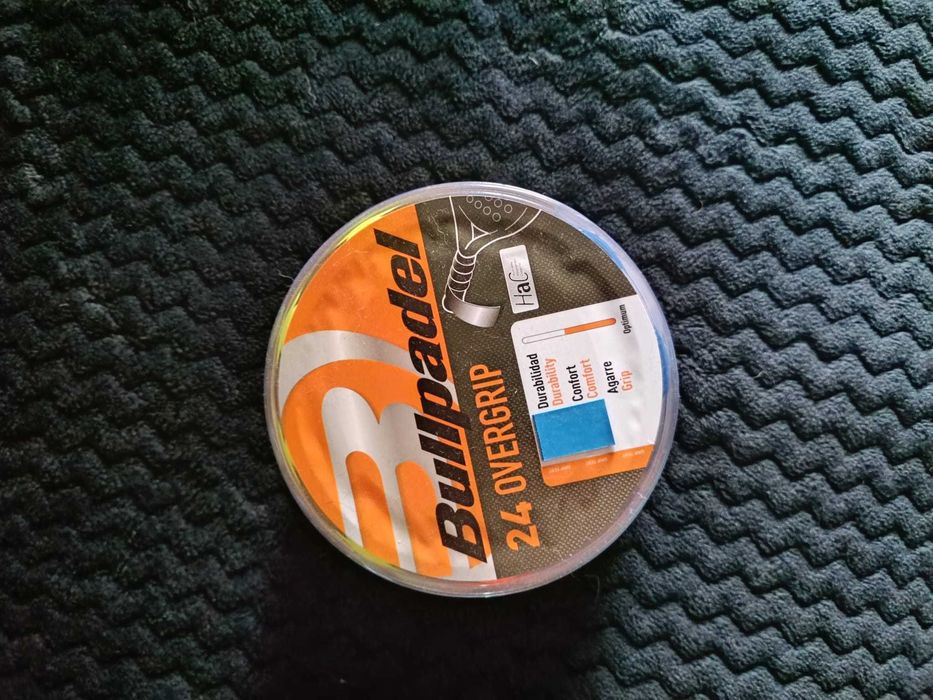 Bullpadel
24 OVERGRIP
HaC
Durabilidad
Durability
Confort
Comfort
Agarre
Grip
Optimum